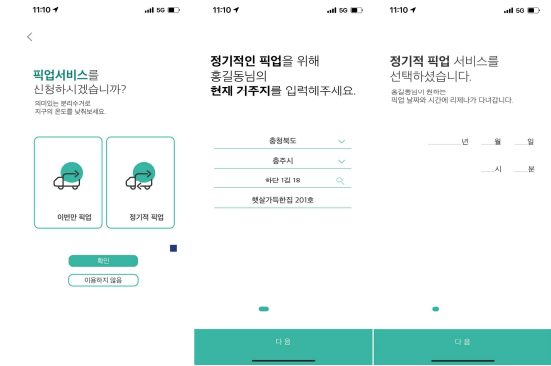 11:10
5G
픽업서비스를
신청하시겠습니까?
의미있는 분리수거로
지구의 온도를 낮춰보세요.
이번만 픽업
정기적 픽업
확인
이용하지 않음
11:10
5G
정기적인 픽업을 위해
홍길동님의
현재 기주지를 입력해주세요.
충청북도
충주시
하단 1길 18
햇살가득한집 201호
다음
11:10
5G
정기적 픽업 서비스를
선택하셨습니다.
홍길동님이 원하는
픽업 날짜와 시간에 리제나가 다녀갑니다.
년 월 일
시 분
다음